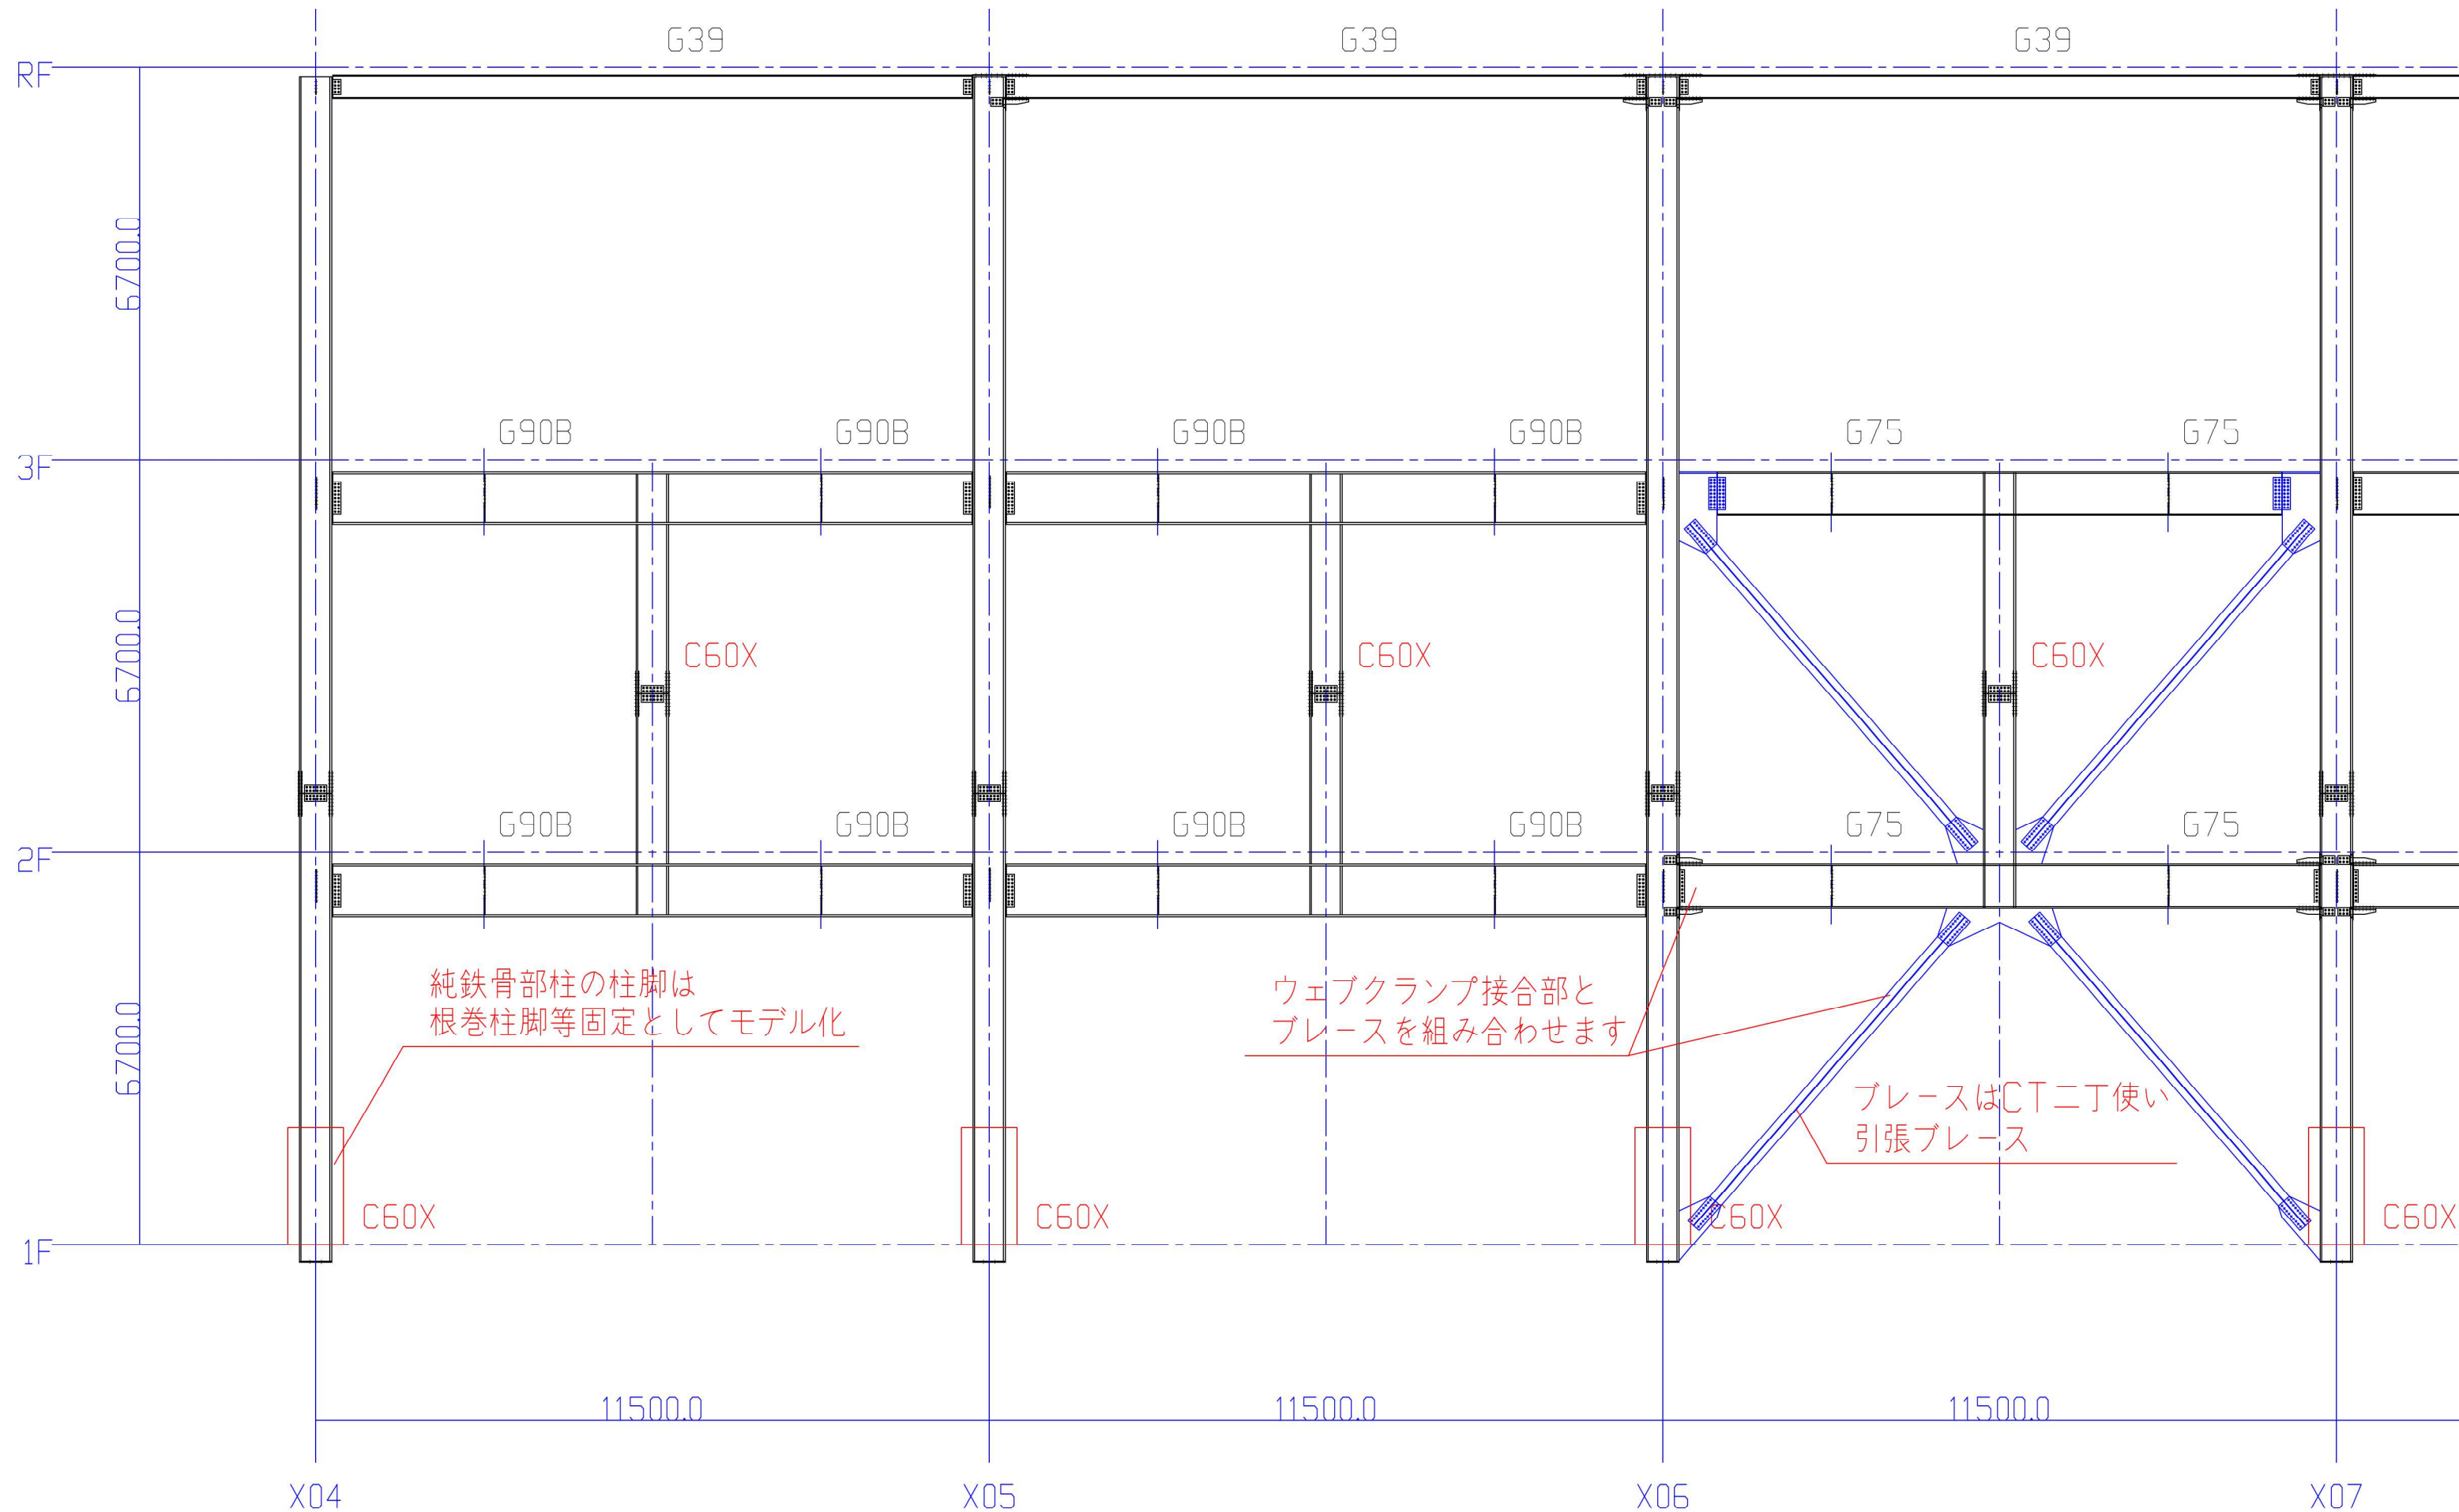 G39 G39 G39
RF
6700.0
G90B G90B G90B G90B G75 G75
3F
6700.0
C60X C60X C60X
G90B G90B G90B G90B G75 G75
2F
6700.0
純鉄骨部柱の柱脚は
根巻柱脚等固定としてモデル化
ウェブクランプ接合部と
ブレースを組み合わせます
ブレースはCT二丁使い
引張ブレース
C60X C60X C60X C60X
1F
11500.0 11500.0 11500.0
X04 X05 X06 X07